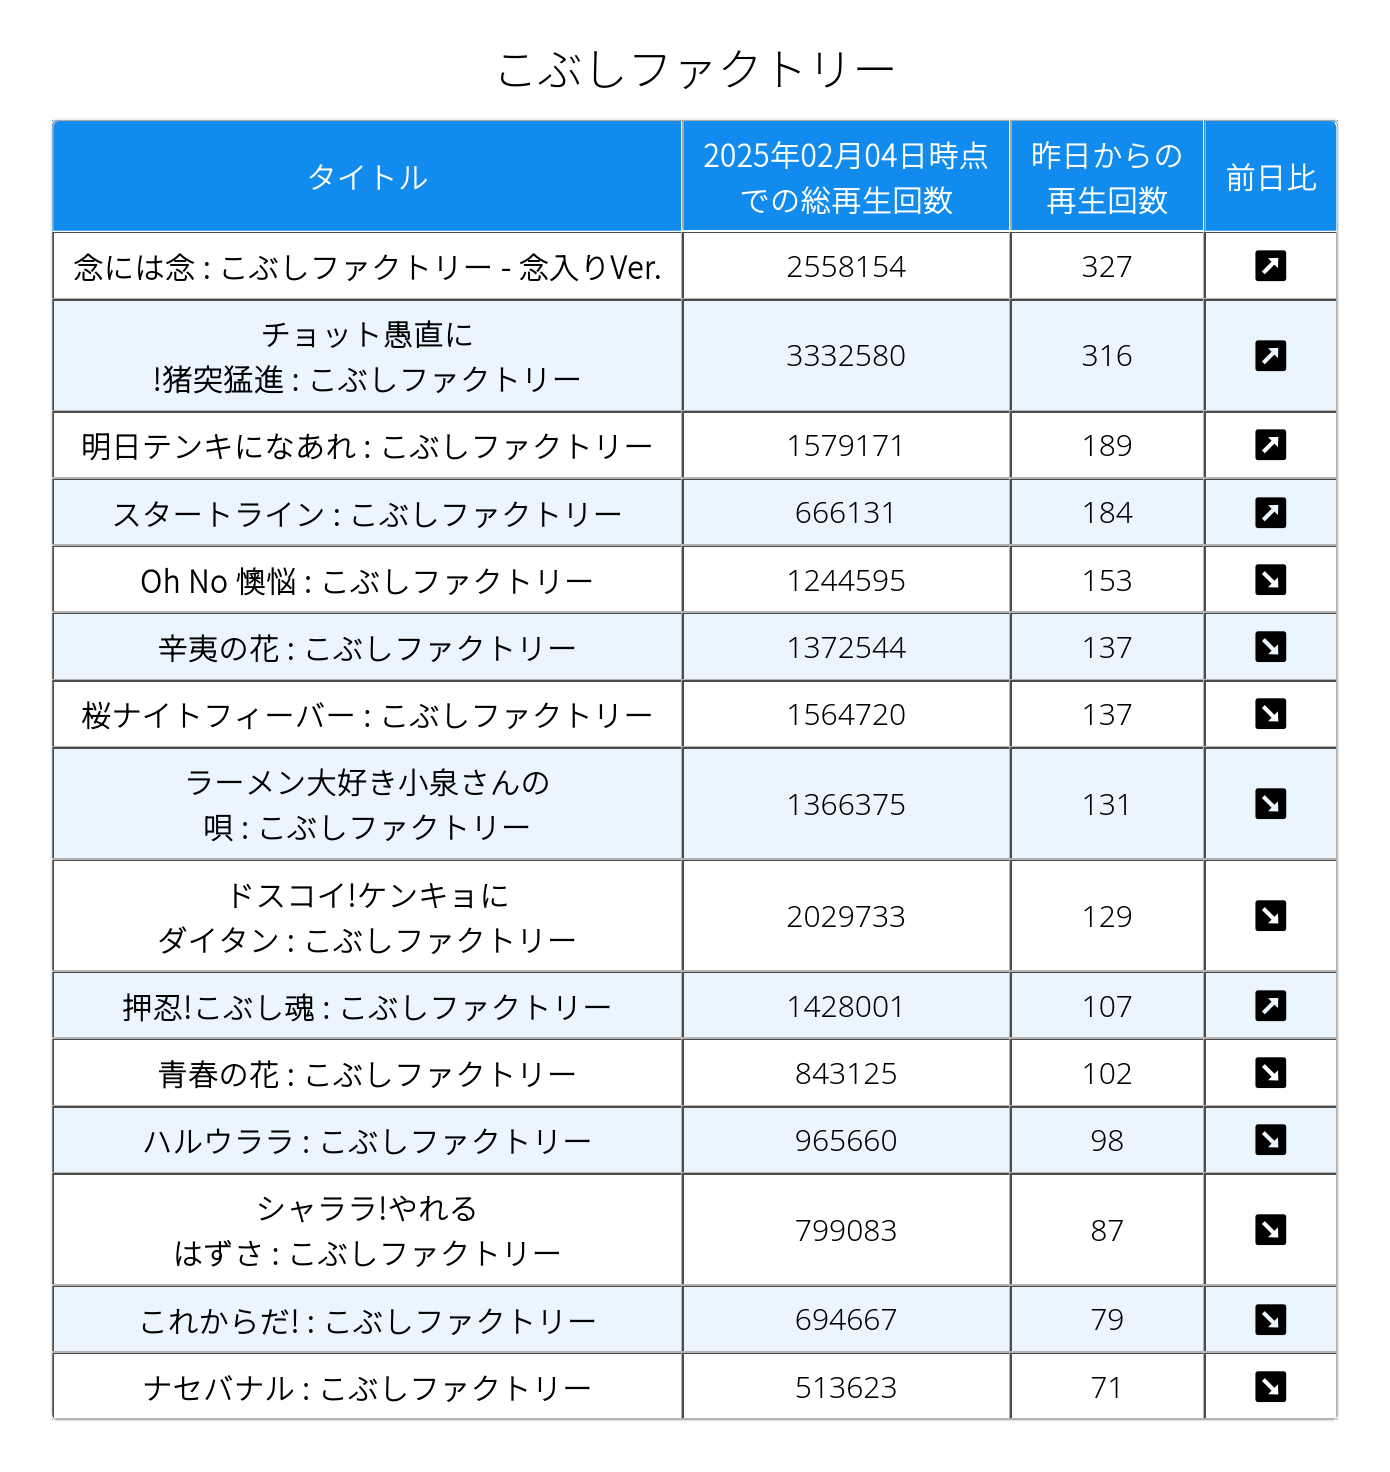 こぶしファクトリー
タイトル
2025年02月04日時点
での総再生回数
昨日からの
再生回数
前日比
念には念 : こぶしファクトリー - 念入りVer.
2558154
327
↗
チョット愚直に
!猪突猛進 : こぶしファクトリー
3332580
316
↗
明日テンキになあれ : こぶしファクトリー
1579171
189
↗
スタートライン : こぶしファクトリー
666131
184
↗
Oh No 懊悩 : こぶしファクトリー
1244595
153
↘
辛夷の花 : こぶしファクトリー
1372544
137
↘
桜ナイトフィーバー : こぶしファクトリー
1564720
137
↘
ラーメン大好き小泉さんの
唄 : こぶしファクトリー
1366375
131
↘
ドスコイ!ケンキョに
ダイタン : こぶしファクトリー
2029733
129
↘
押忍!こぶし魂 : こぶしファクトリー
1428001
107
↗
青春の花 : こぶしファクトリー
843125
102
↘
ハルウララ : こぶしファクトリー
965660
98
↘
シャララ!やれる
はずさ : こぶしファクトリー
799083
87
↘
これからだ! : こぶしファクトリー
694667
79
↘
ナセバナル : こぶしファクトリー
513623
71
↘